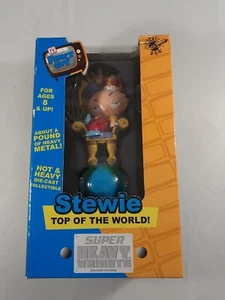 FOR AGES
8
& UP!
ABOUT A
POUND
OF HEAVY
METAL!
HOT &
HEAVY
DIE-CAST
COLLECTIBLE
Stewie
TOP OF THE WORLD!
SUPER
HEAVY
WEIGHTS